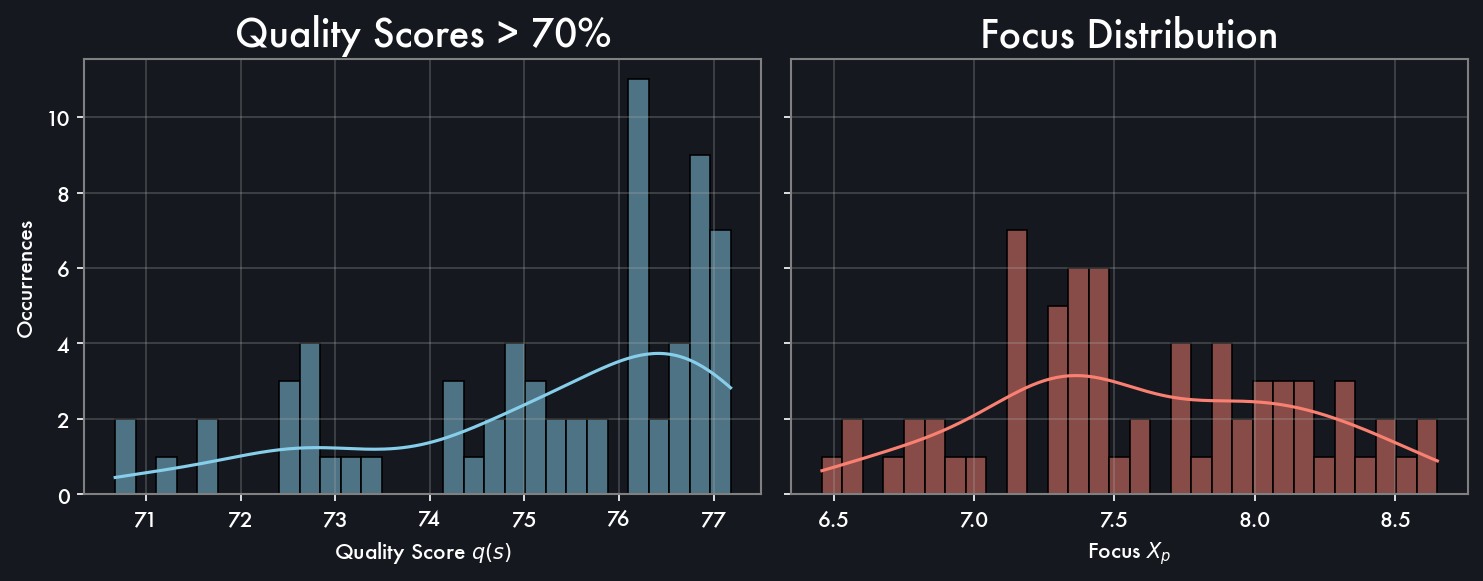 Quality Scores > 70%
Focus Distribution
Occurrences
10
8
6
4
2
0
71 72 73 74 75 76 77
6.5 7.0 7.5 8.0 8.5
Quality Score q(s)
Focus Xₚ